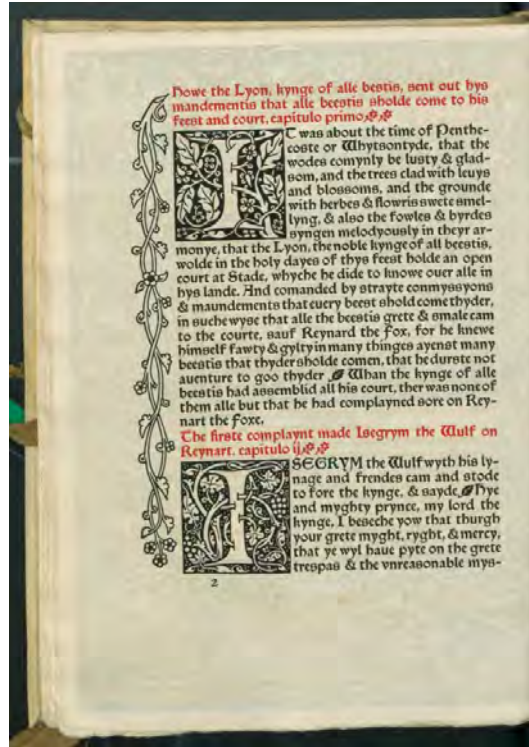 Howe the Lyon, kynge of alle bestis, sent out hys
mandementis that alle beestis sholde come to his
feest and court, capitulo primo
IT was about the time of Penthe-
coste or Whytsontyde, that the
wodes comynly be lusty & glad-
som, and the trees clad with leuys
and blossoms, and the grounde
with herbes & flowris swete smel-
lyng, & also the fowles & byrdes
syngen melodyously in theyr ar-
monye, that the Lyon, the noble kynge of all beestis,
wolde in the holy dayes of thys feest holde an open
court at Stade, whyche he dide to knowe ouer alle in
hys lande. And comanded by strayte conmyssyons
& maundements that euery beest shold come thyder,
in suche wyse that alle the beestis grete & smale cam
to the courte, sauf Reynard the fox, for he knewe
himself fawty & gylty in many thinges ayenst many
beestis that thyder sholde comen, that he durste not
auenture to goo thyder Whan the kynge of alle
beestis had assemblid all his court, ther was none of
them alle but that he had complayned sore on Rey-
nart the foxe.
The firste complaynt made Isegrym the Wulf on
Reynart. capitulo ij.
ISEGRYM the Wulf wyth his ly-
nage and frendes cam and stode
to fore the kynge, & sayde Hye
and myghty prynce, my lord the
kynge, I beseche yow that thurgh
your grete myght, ryght, & mercy,
that ye wyl haue pyte on the grete
trespas & the vnreasonable mys-
2